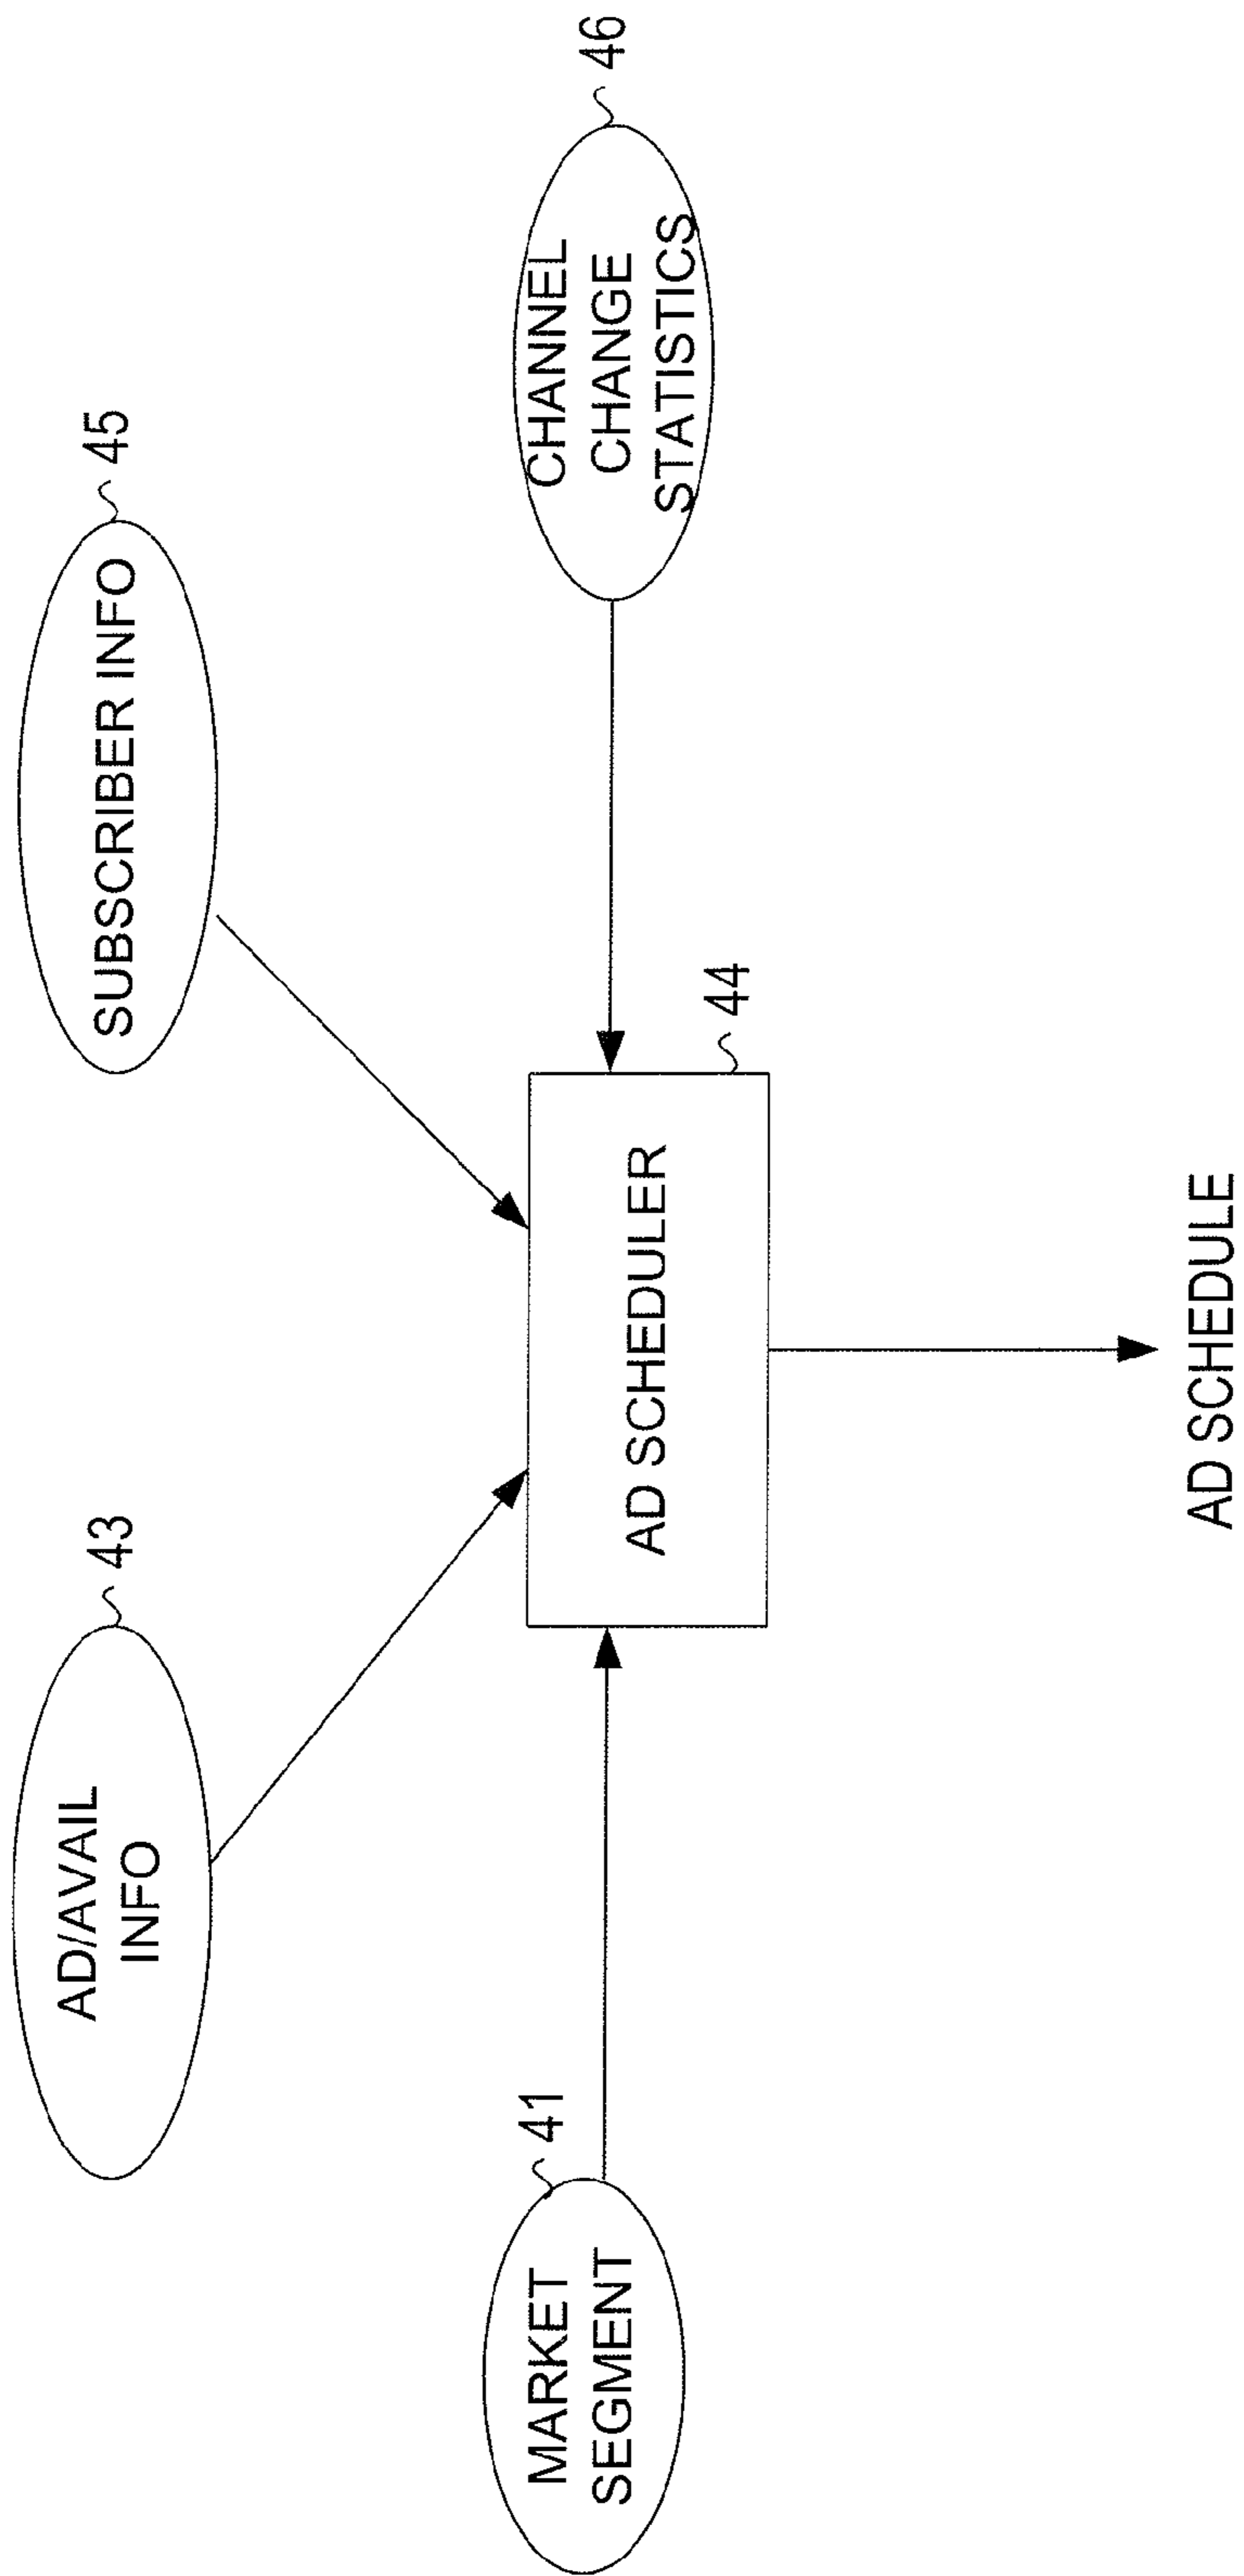 AD/AVAIL
INFO
43
SUBSCRIBER INFO
45
MARKET
SEGMENT
41
AD SCHEDULER
44
CHANNEL
CHANGE
STATISTICS
46
AD SCHEDULE